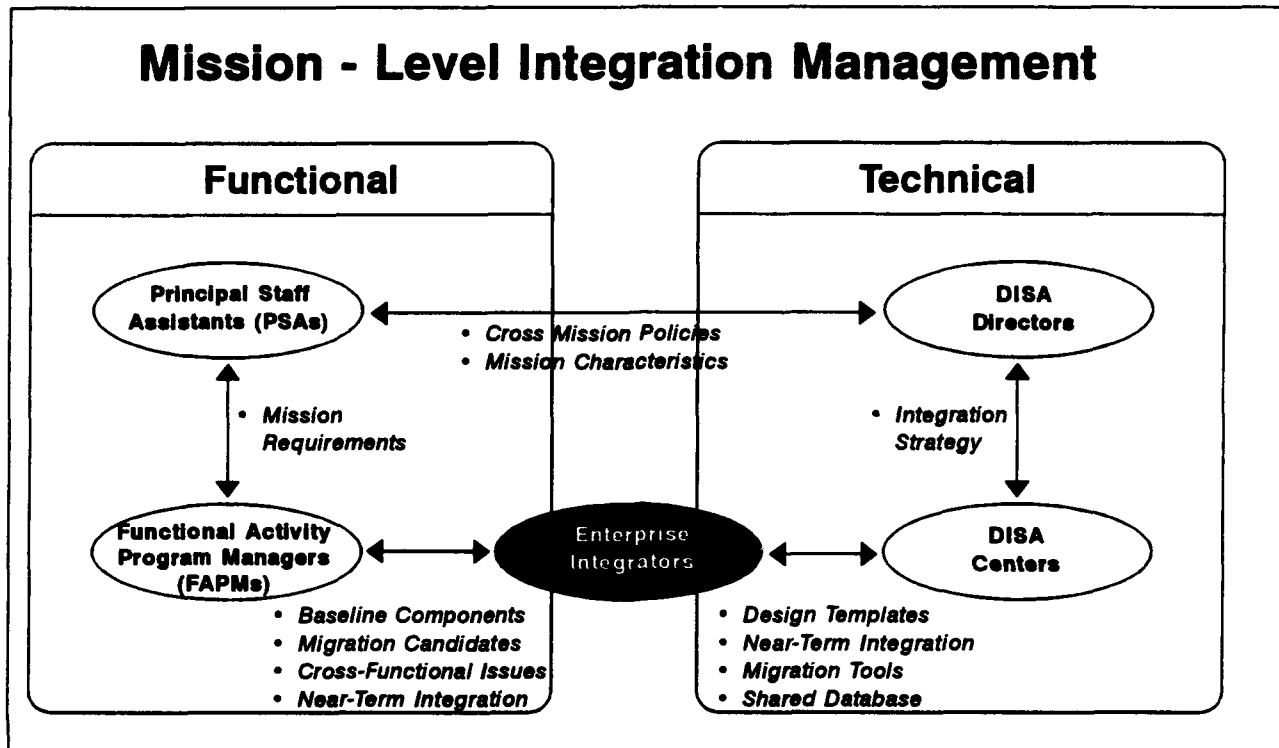 Mission - Level Integration Management
Functional
Technical
Principal Staff
Assistants (PSAs)
DISA
Directors
• Cross Mission Policies
• Mission Characteristics
• Mission
Requirements
• Integration
Strategy
Functional Activity
Program Managers
(FAPMs)
Enterprise
Integrators
DISA
Centers
• Baseline Components
• Migration Candidates
• Cross-Functional Issues
• Near-Term Integration
• Design Templates
• Near-Term Integration
• Migration Tools
• Shared Database